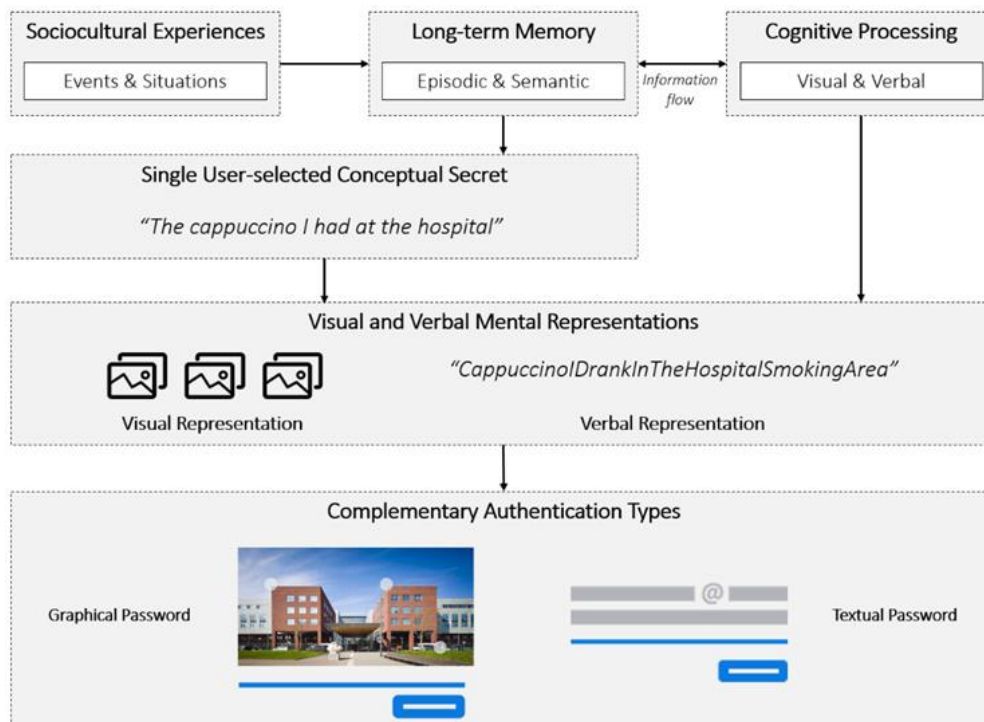 Sociocultural Experiences
Events & Situations
Long-term Memory
Episodic & Semantic
Information
flow
Cognitive Processing
Visual & Verbal
Single User-selected Conceptual Secret
“The cappuccino I had at the hospital”
Visual and Verbal Mental Representations
“CappuccinoIDrankInTheHospitalSmokingArea”
Visual Representation
Verbal Representation
Complementary Authentication Types
Graphical Password
@
Textual Password